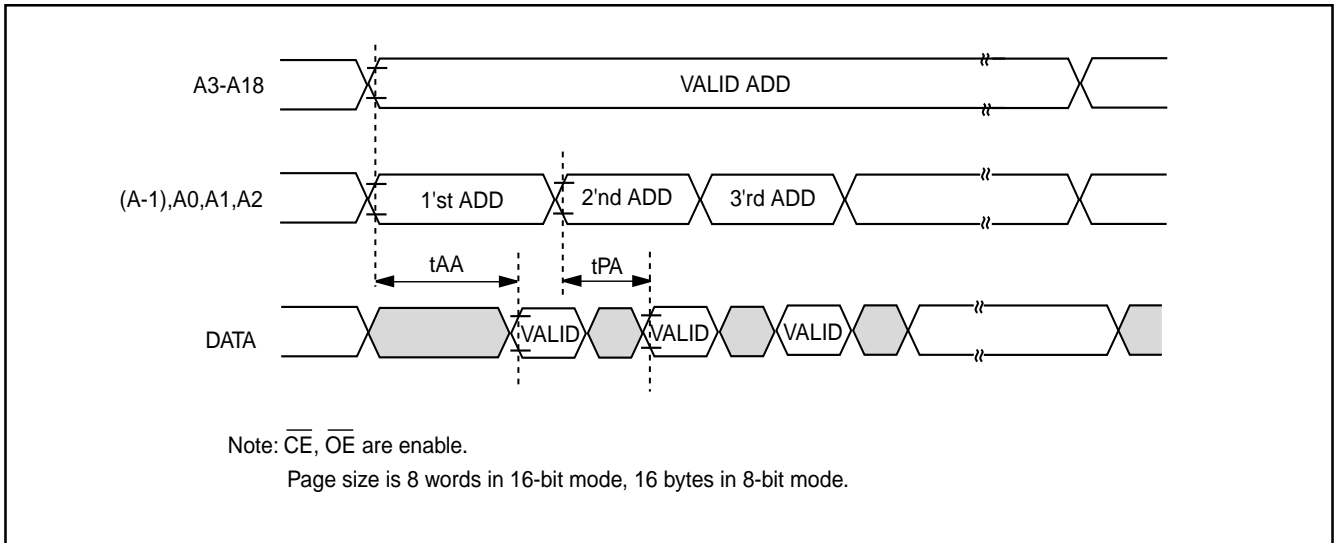 A3-A18
VALID ADD
(A-1),A0,A1,A2
1'st ADD
2'nd ADD
3'rd ADD
tAA
tPA
DATA
VALID
VALID
VALID
Note: C̅E̅, O̅E̅ are enable.
Page size is 8 words in 16-bit mode, 16 bytes in 8-bit mode.